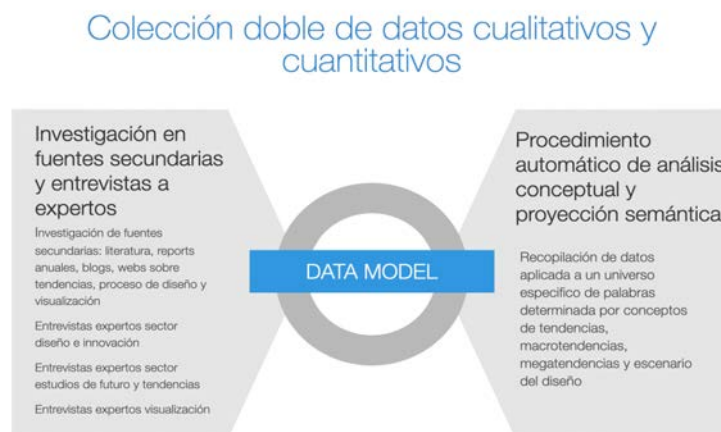 Colección doble de datos cualitativos y
cuantitativos
Investigación en
fuentes secundarias
y entrevistas a
expertos
Investigación de fuentes
secundarias: literatura, reports
anuales, blogs, webs sobre
tendencias, proceso de diseño y
visualización
Entrevistas expertos sector
diseño e innovación
Entrevistas expertos sector
estudios de futuro y tendencias
Entrevistas expertos visualización
DATA MODEL
Procedimiento
automático de análisis
conceptual y
proyección semántica
Recopilación de datos
aplicada a un universo
especifico de palabras
determinada por conceptos
de tendencias,
macrotendencias,
megatendencias y escenario
del diseño